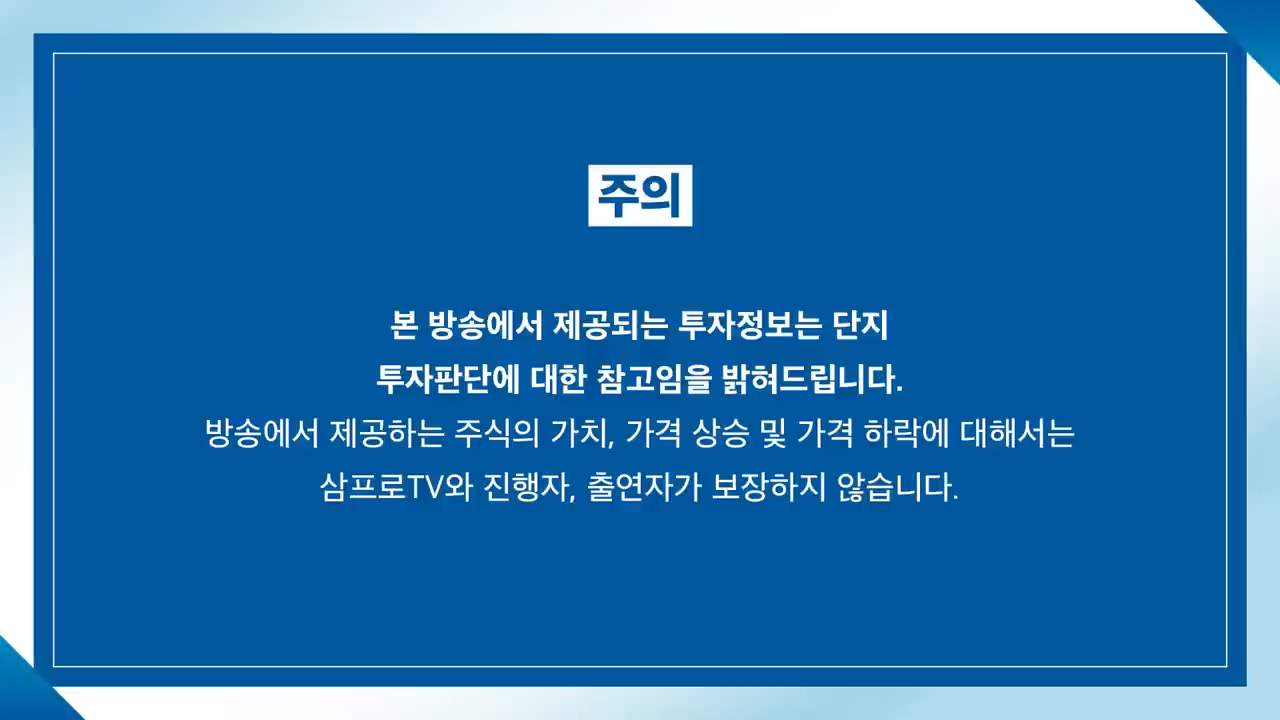 주의
본 방송에서 제공되는 투자정보는 단지
투자판단에 대한 참고임을 밝혀드립니다.
방송에서 제공하는 주식의 가치, 가격 상승 및 가격 하락에 대해서는
삼프로TV와 진행자, 출연자가 보장하지 않습니다.